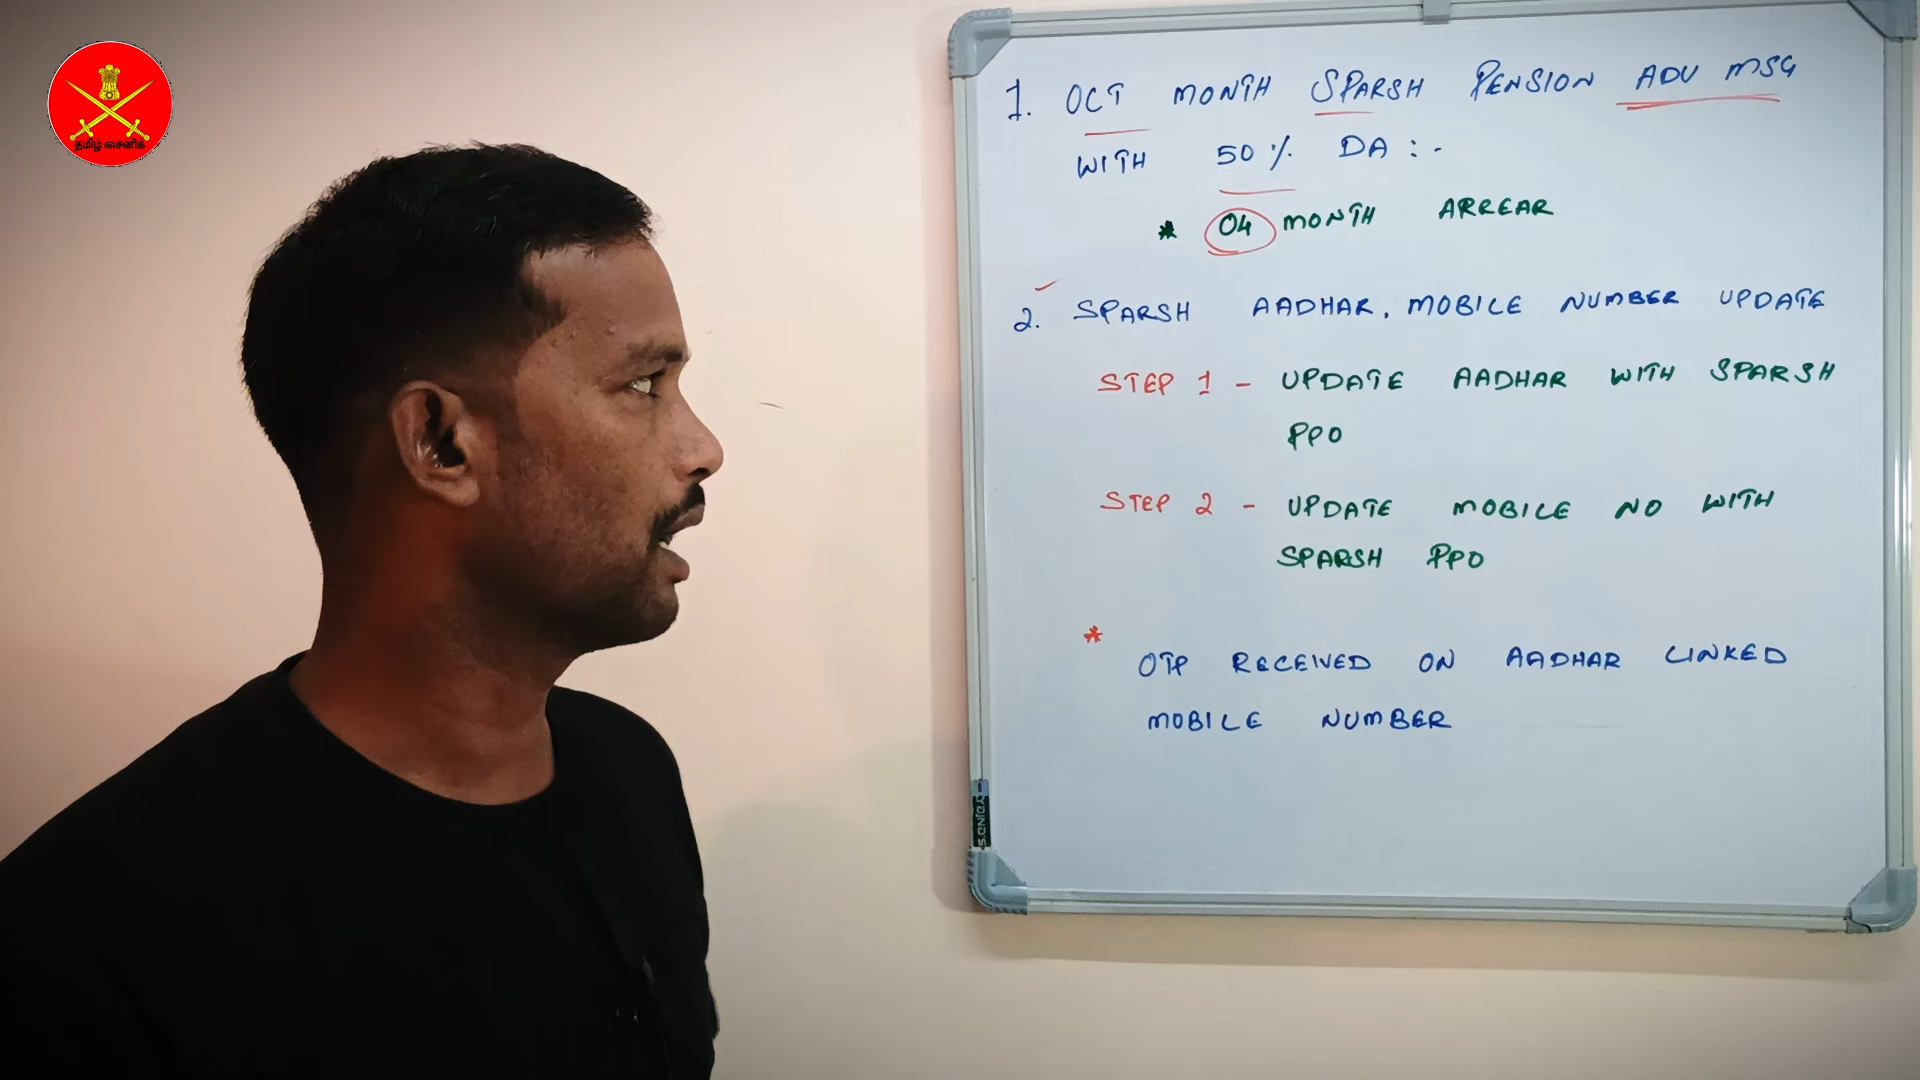 தமிழ் சைனிக்
1. OCT MONTH SPARSH PENSION ADV MSG
WITH 50% DA :-
* 04 MONTH ARREAR
2. SPARSH AADHAR, MOBILE NUMBER UPDATE
STEP 1 - UPDATE AADHAR WITH SPARSH
PPO
STEP 2 - UPDATE MOBILE NO WITH
SPARSH PPO
* OTP RECEIVED ON AADHAR LINKED
MOBILE NUMBER